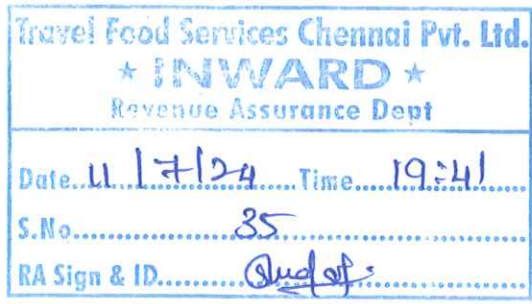 Travel Food Services Chennai Pvt. Ltd.
★ INWARD ★
Revenue Assurance Dept
Date 11/7/24 Time 19:41
S.No. 35
RA Sign & ID